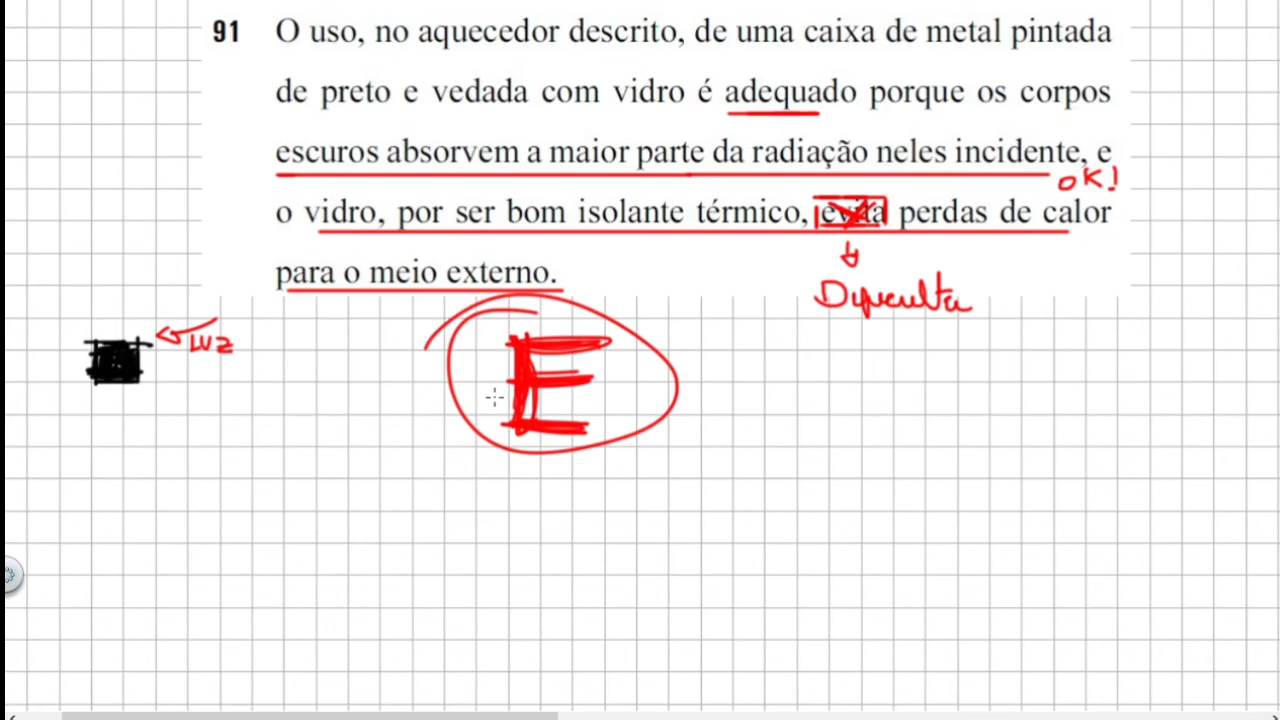 91 O uso, no aquecedor descrito, de uma caixa de metal pintada
de preto e vedada com vidro é adequado porque os corpos
escuros absorvem a maior parte da radiação neles incidente, e
OK!
o vidro, por ser bom isolante térmico, evita perdas de calor
para o meio externo.
Dificulta
LUZ
E